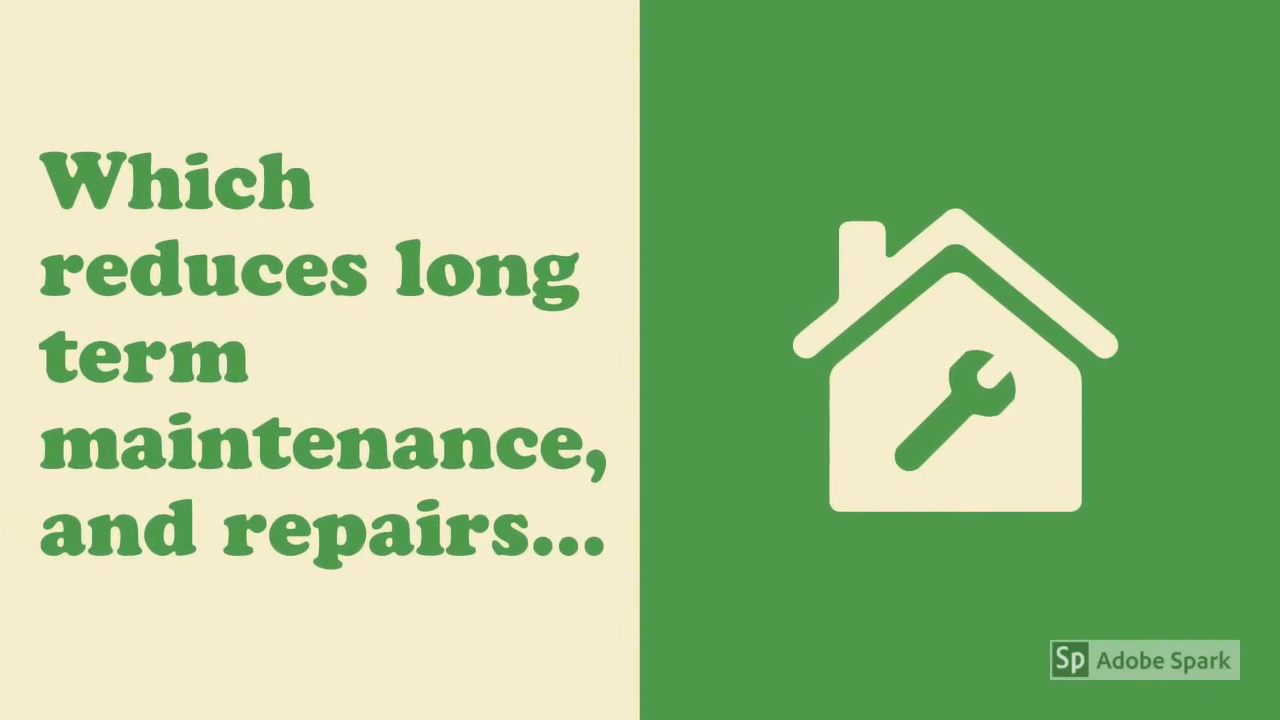 Which
reduces long
term
maintenance,
and repairs...
Sp Adobe Spark